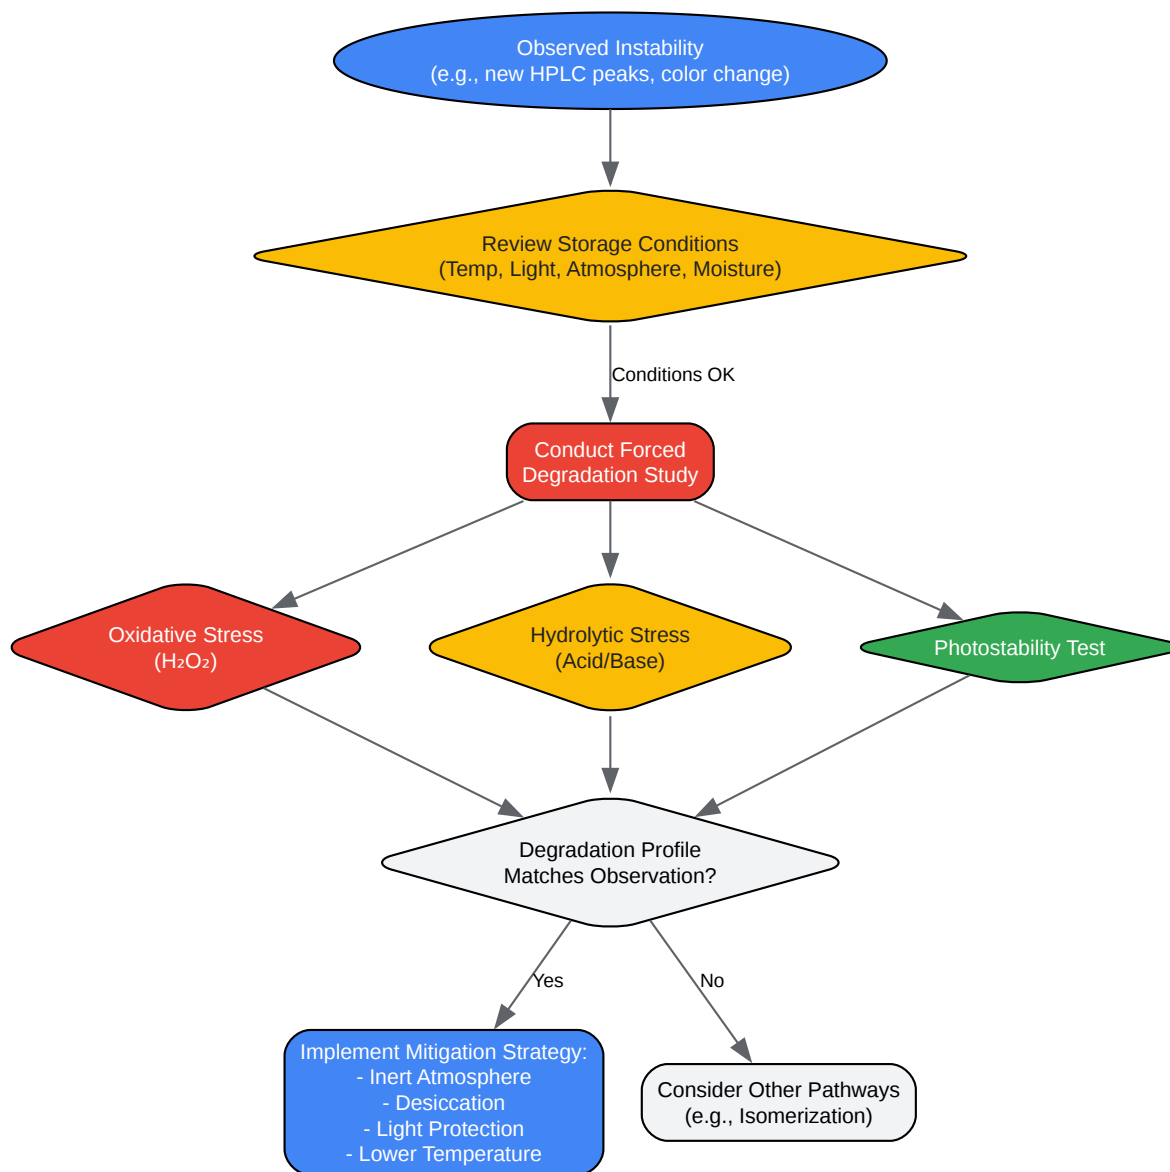 Observed Instability
(e.g., new HPLC peaks, color change)
Review Storage Conditions
(Temp, Light, Atmosphere, Moisture)
Conditions OK
Conduct Forced
Degradation Study
Oxidative Stress
(H₂O₂)
Hydrolytic Stress
(Acid/Base)
Photostability Test
Degradation Profile
Matches Observation?
Yes
No
Implement Mitigation Strategy:
- Inert Atmosphere
- Desiccation
- Light Protection
- Lower Temperature
Consider Other Pathways
(e.g., Isomerization)